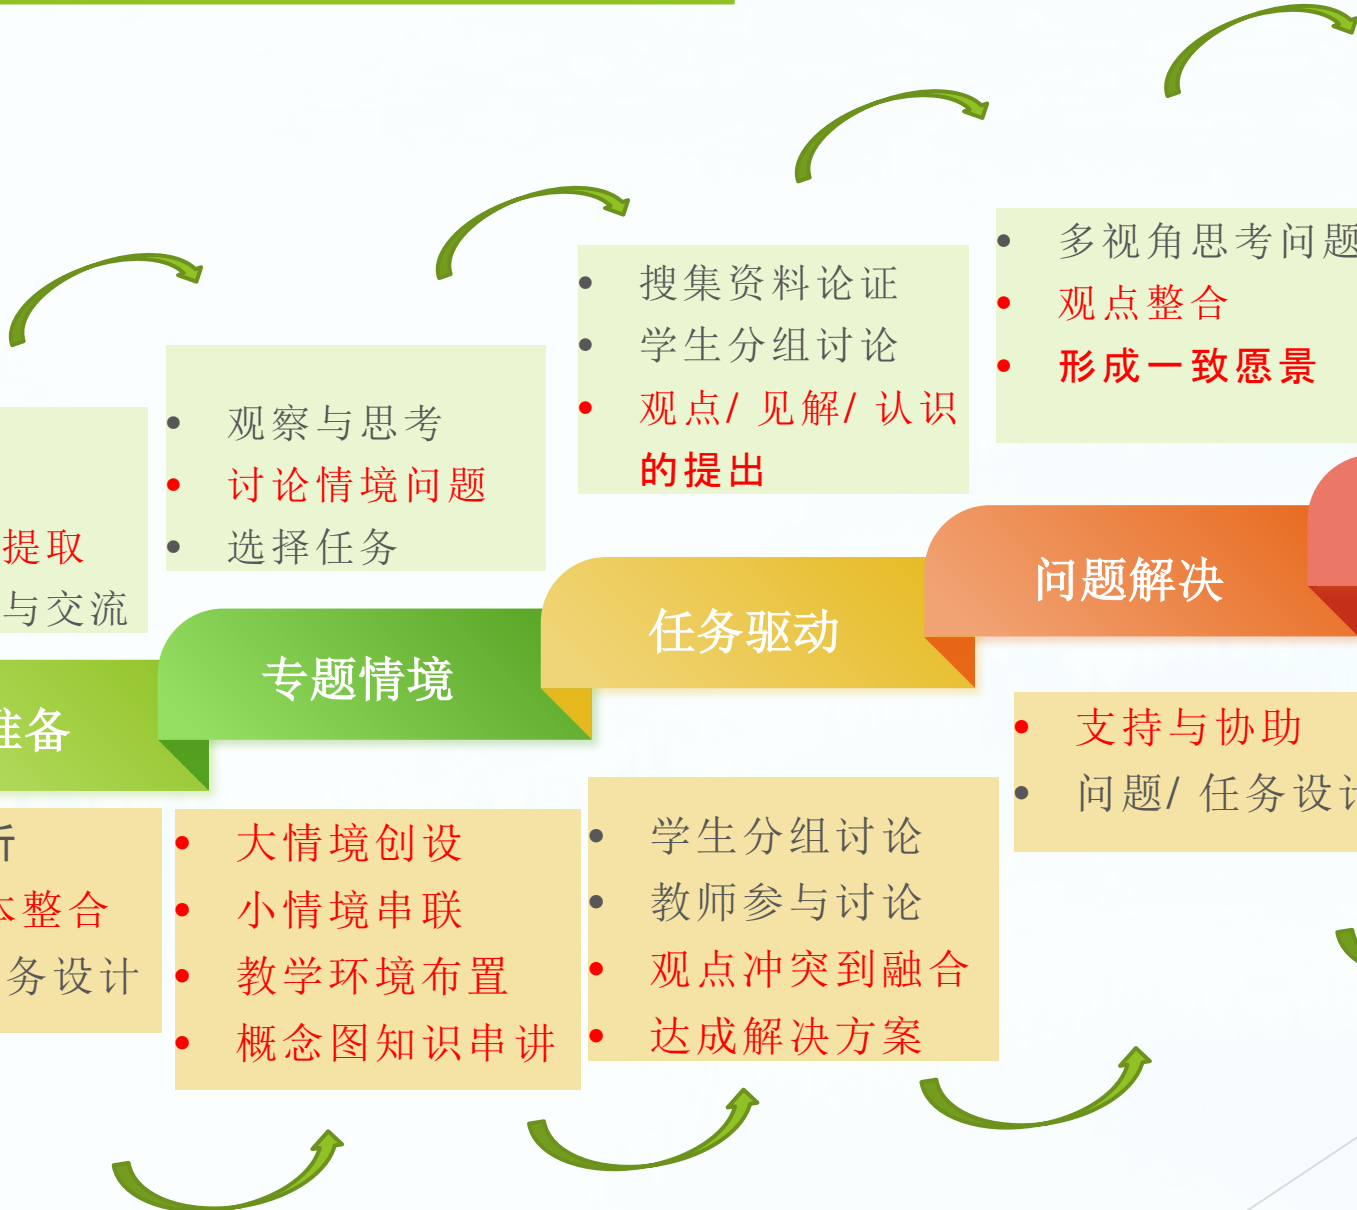 提取
与交流
准备
本整合
务设计
观察与思考
讨论情境问题
选择任务
专题情境
大情境创设
小情境串联
教学环境布置
概念图知识串讲
搜集资料论证
学生分组讨论
观点/ 见解/ 认识
的提出
任务驱动
学生分组讨论
教师参与讨论
观点冲突到融合
达成解决方案
多视角思考问题
观点整合
形成一致愿景
问题解决
支持与协助
问题/ 任务设计